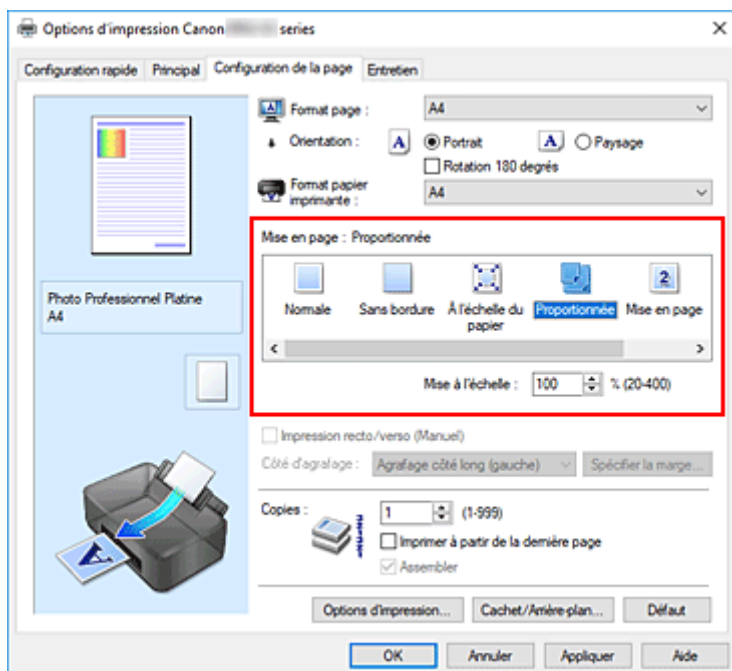 Options d'impression Canon series
Configuration rapide Principal Configuration de la page Entretien
Format page : A4
Orientation : A Portrait A Paysage
Rotation 180 degrés
Format papier imprimante : A4
Mise en page : Proportionnée
Normale Sans bordure À l'échelle du papier Proportionnée 2 Mise en page
Mise à l'échelle : 100 % (20-400)
Photo Professionnel Platine
A4
Impression recto/verso (Manuel)
Côté d'agrafage : Agrafage côté long (gauche) Spécifier la marge...
Copies : 1 (1-999)
Imprimer à partir de la dernière page
Assembler
A
Options d'impression... Cachet/Arrière-plan... Défaut
OK Annuler Appliquer Aide